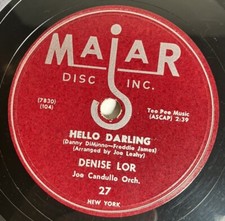 MAJAR
DISC INC.
(7830)
(104)
Tee Pee Music
(ASCAP) 2:39
HELLO DARLING
(Danny DiMinno-Freddie James)
(Arranged by Joe Leahy)
DENISE LOR
Joe Candullo Orch.
27
NEW YORK